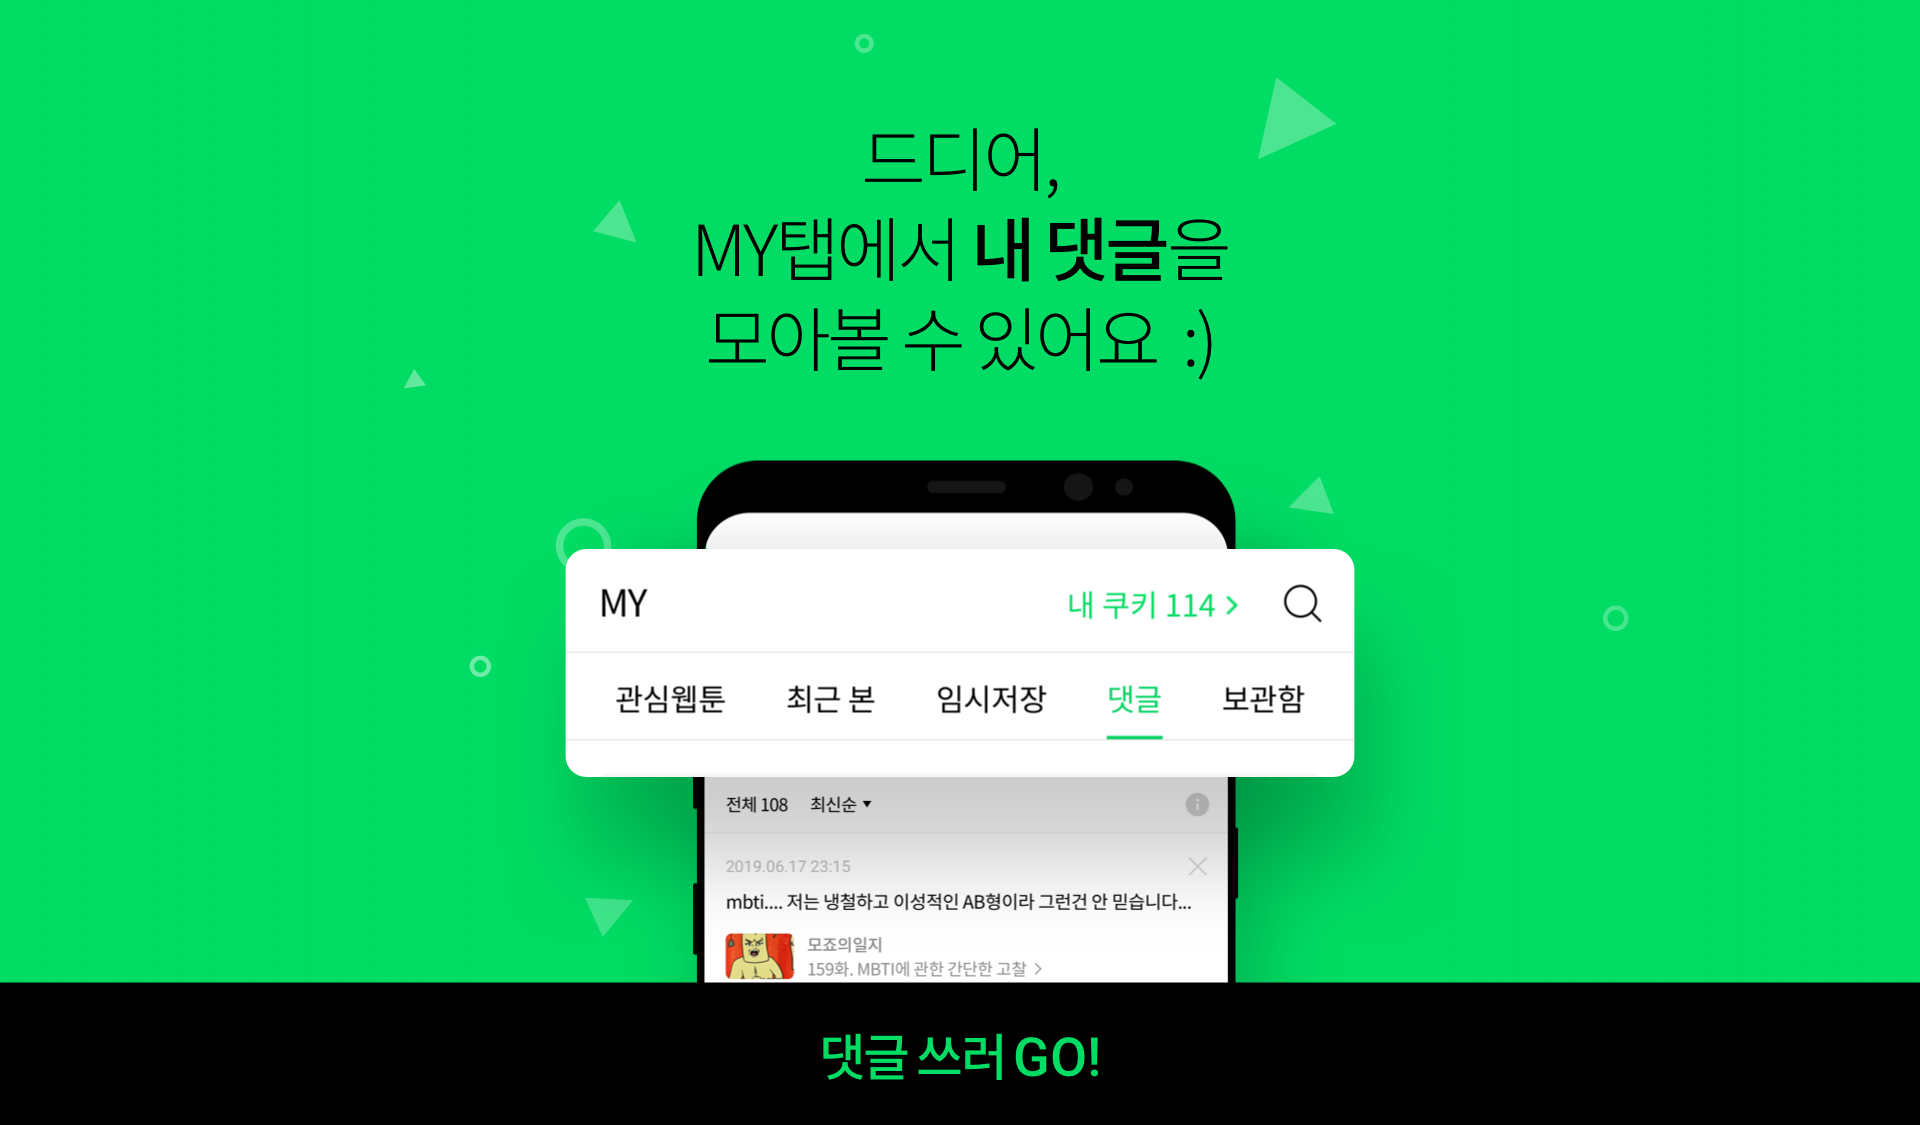 드디어,
MY탭에서 내 댓글을
모아볼 수 있어요 :)
MY
내 쿠키 114 >
관심웹툰 최근 본 임시저장 댓글 보관함
전체 108 최신순 ▼
2019.06.17 23:15
mbti.... 저는 냉철하고 이성적인 AB형이라 그런건 안 믿습니다...
모죠의일지
159화. MBTI에 관한 간단한 고찰 >
댓글 쓰러 GO!